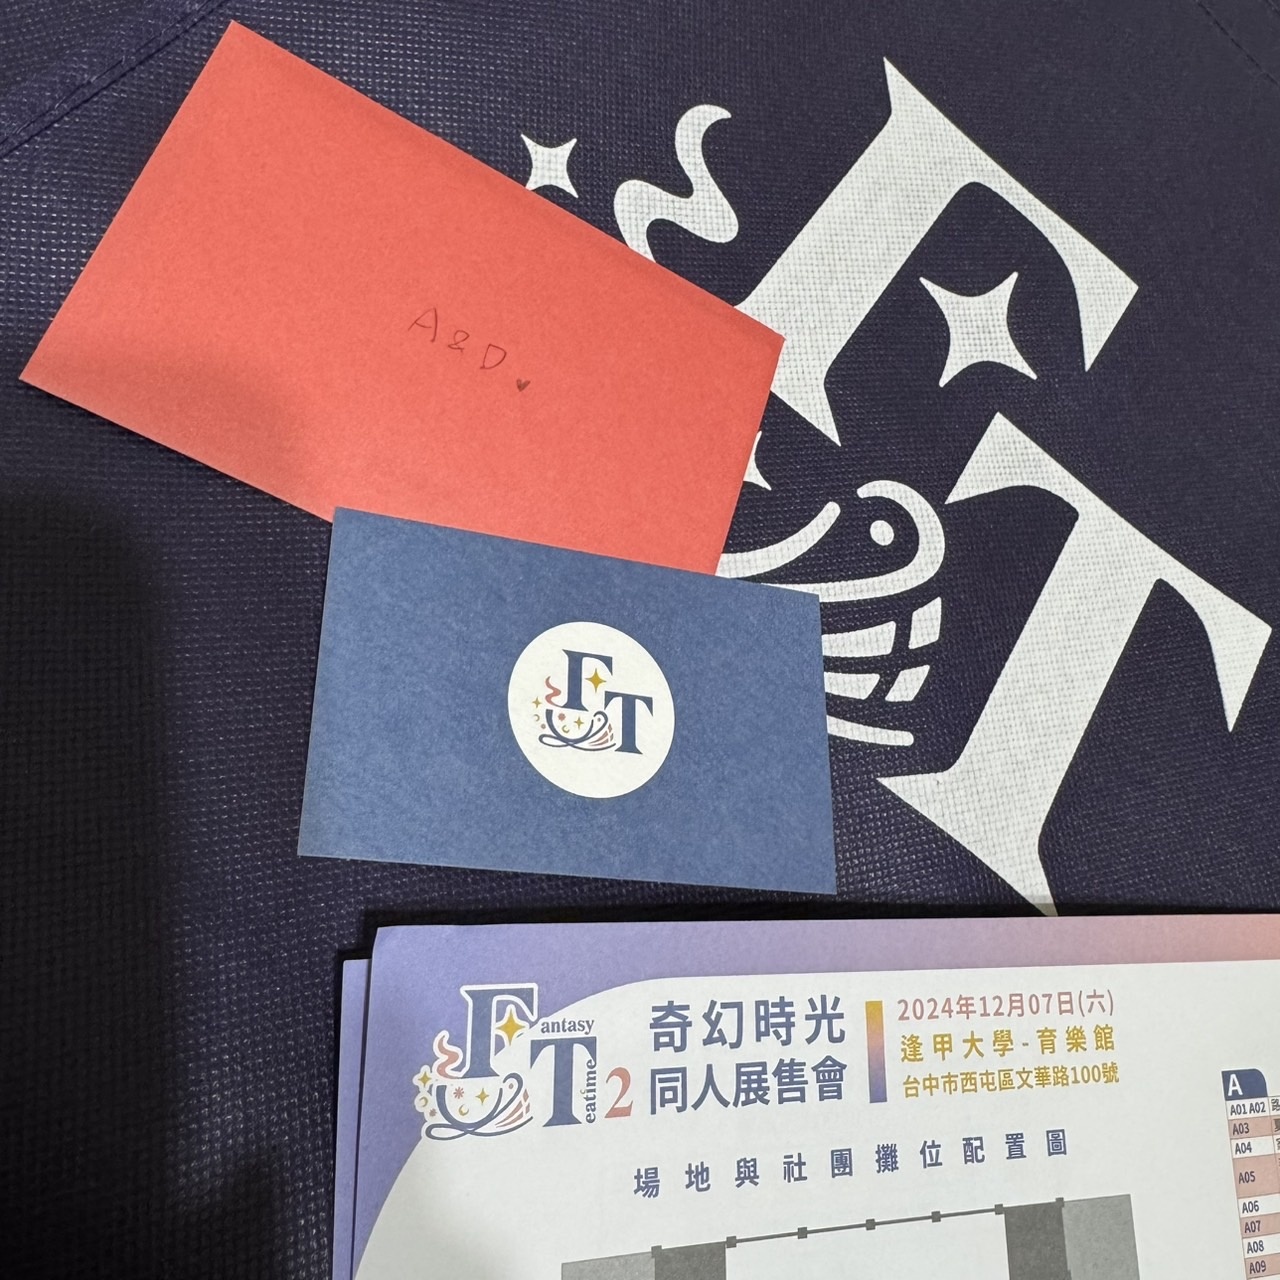 FT
A & D ♥
FT
Fantasy
Teatime 2
奇幻時光
同人展售會
2024年12月07日(六)
逢甲大學-育樂館
台中市西屯區文華路100號
場地與社團攤位配置圖
A
A01 A02
A03
A04
A05
A06
A07
A08
A09